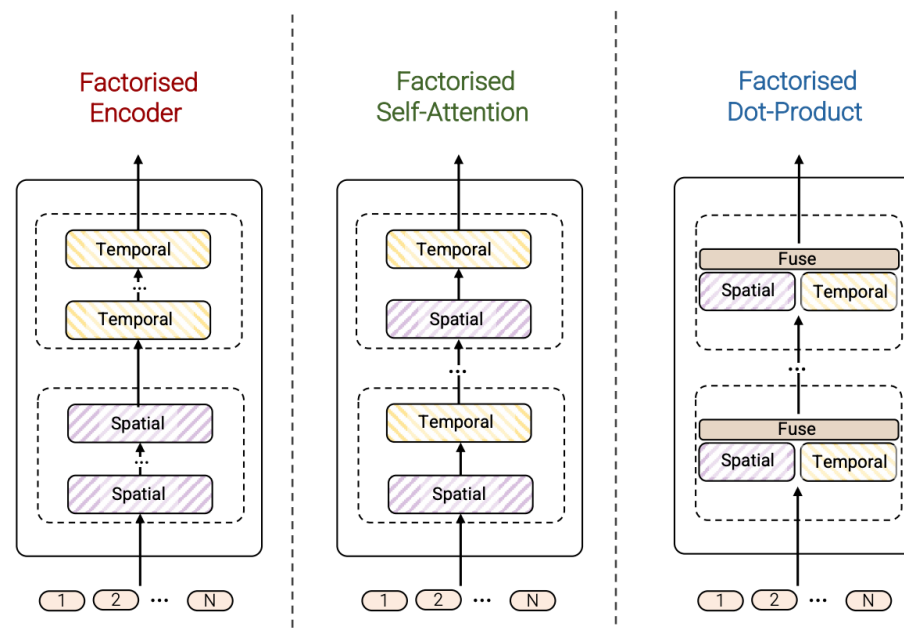 Factorised
Encoder
Temporal
...
Temporal
Spatial
...
Spatial
1 2 ... N
Factorised
Self-Attention
Temporal
Spatial
...
Temporal
Spatial
1 2 ... N
Factorised
Dot-Product
Fuse
Spatial Temporal
...
Fuse
Spatial Temporal
1 2 ... N